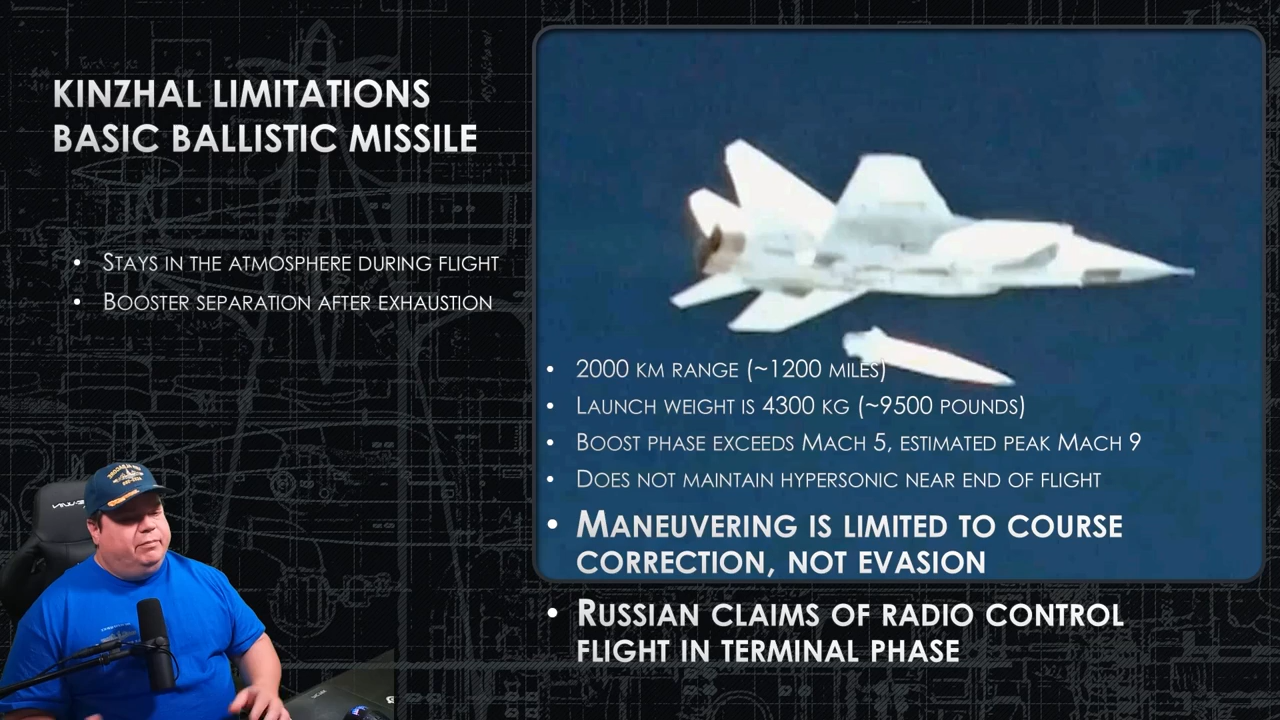 KINZHAL LIMITATIONS
BASIC BALLISTIC MISSILE
• STAYS IN THE ATMOSPHERE DURING FLIGHT
• BOOSTER SEPARATION AFTER EXHAUSTION
• 2000 KM RANGE (~1200 MILES)
• LAUNCH WEIGHT IS 4300 KG (~9500 POUNDS)
• BOOST PHASE EXCEEDS MACH 5, ESTIMATED PEAK MACH 9
• DOES NOT MAINTAIN HYPERSONIC NEAR END OF FLIGHT
• MANEUVERING IS LIMITED TO COURSE
CORRECTION, NOT EVASION
• RUSSIAN CLAIMS OF RADIO CONTROL
FLIGHT IN TERMINAL PHASE